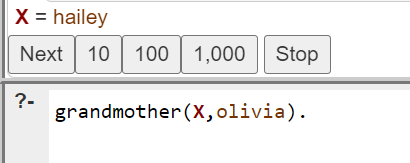 X = hailey
Next 10 100 1,000 Stop
?- grandmother(X,olivia).